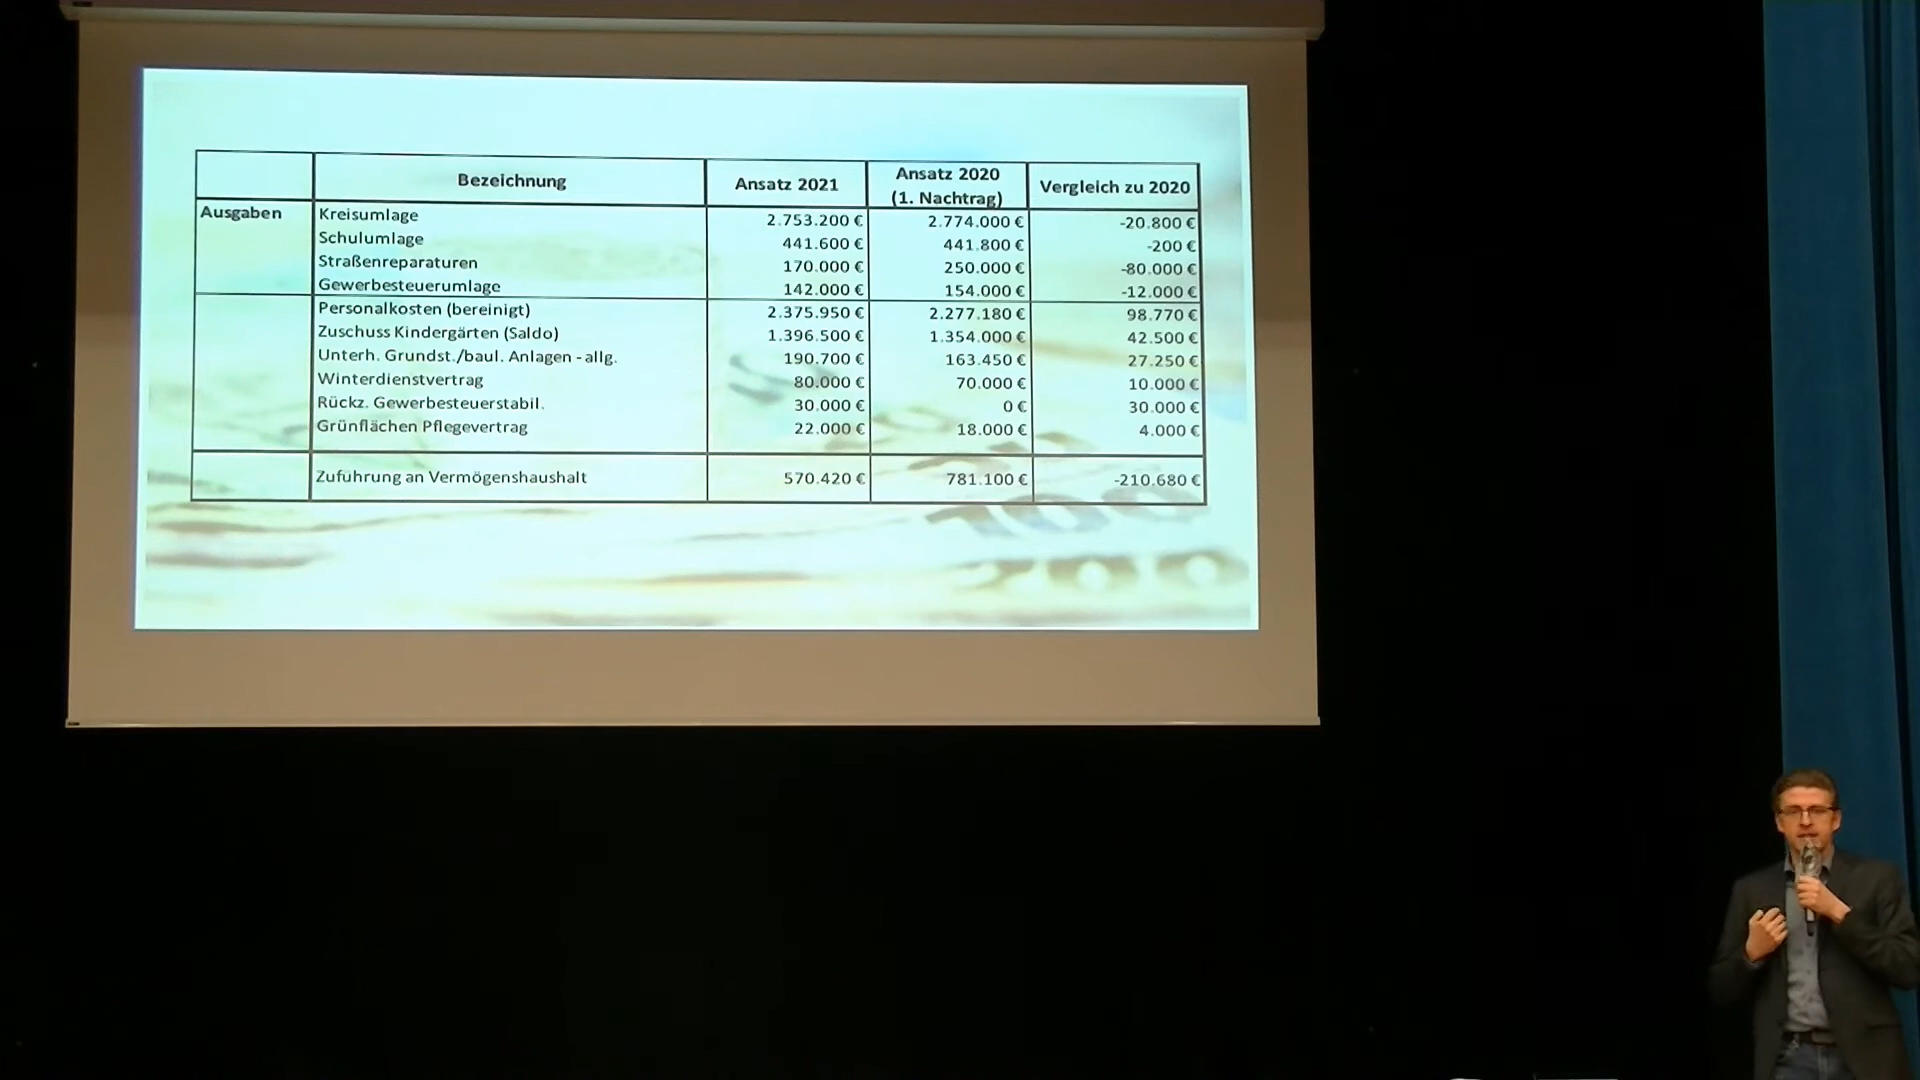 Bezeichnung Ansatz 2021 Ansatz 2020 (1. Nachtrag) Vergleich zu 2020
Ausgaben Kreisumlage 2.753.200 € 2.774.000 € -20.800 €
Schulumlage 441.600 € 441.800 € -200 €
Straßenreparaturen 170.000 € 250.000 € -80.000 €
Gewerbesteuerumlage 142.000 € 154.000 € -12.000 €
Personalkosten (bereinigt) 2.375.950 € 2.277.180 € 98.770 €
Zuschuss Kindergärten (Saldo) 1.396.500 € 1.354.000 € 42.500 €
Unterh. Grundst./baul. Anlagen - allg. 190.700 € 163.450 € 27.250 €
Winterdienstvertrag 80.000 € 70.000 € 10.000 €
Rückz. Gewerbesteuerstabil. 30.000 € 0 € 30.000 €
Grünflächen Pflegevertrag 22.000 € 18.000 € 4.000 €
Zuführung an Vermögenshaushalt 570.420 € 781.100 € -210.680 €
100